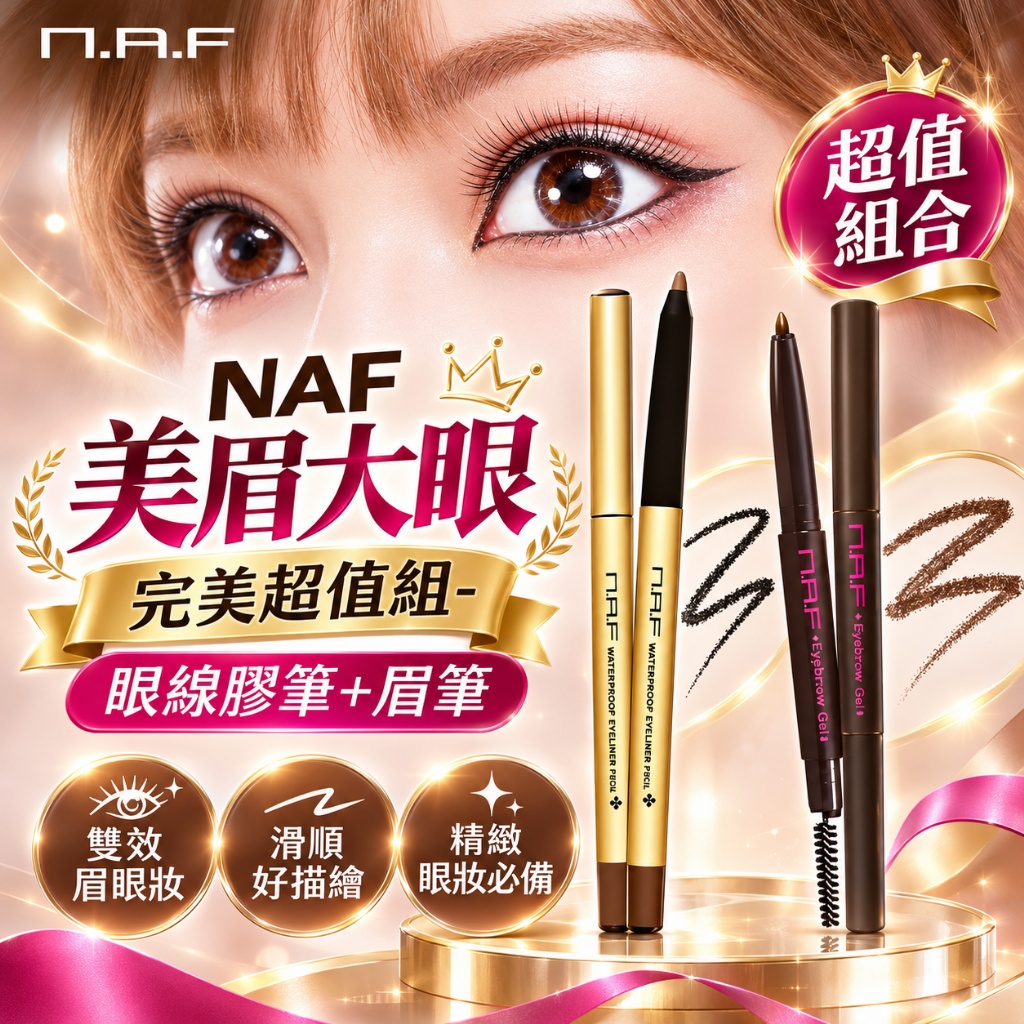 n.A.F
超值
組合
NAF
美眉大眼
完美超值組-
眼線膠筆+眉筆
雙效
眉眼妝
滑順
好描繪
精緻
眼妝必備
n.A.F WATERPROOF EYELINER PECIL
n.A.F WATERPROOF EYELINER PECIL
n.A.F Eyebrow Gel
n.A.F Eyebrow Gel